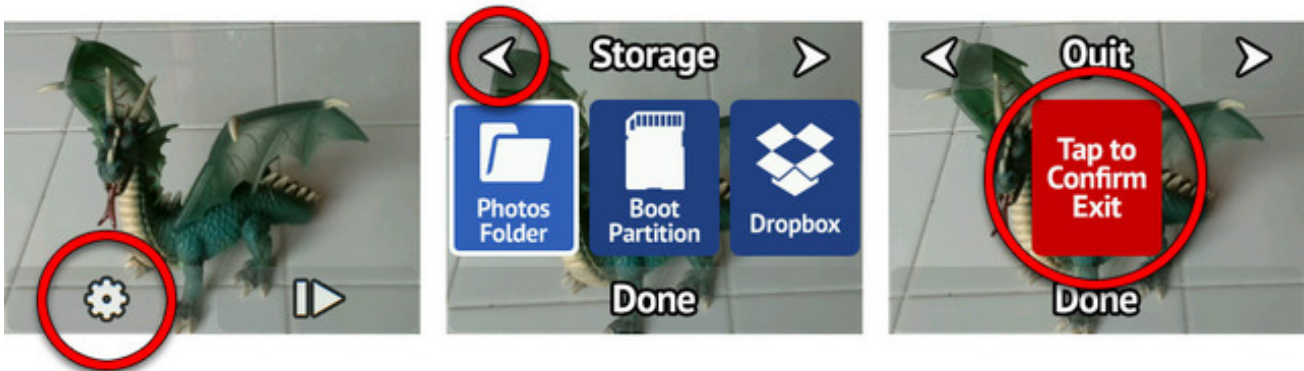 Storage
Photos
Folder
Boot
Partition
Dropbox
Done
Quit
Tap to
Confirm
Exit
Done